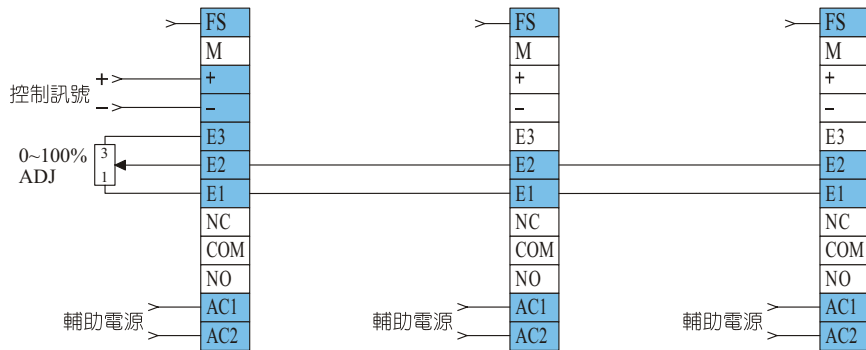 FS
M
+
−
E3
E2
E1
NC
COM
NO
AC1
AC2
控制訊號
+
−
0~100%
ADJ
3
1
輔助電源
FS
M
+
−
E3
E2
E1
NC
COM
NO
AC1
AC2
輔助電源
FS
M
+
−
E3
E2
E1
NC
COM
NO
AC1
AC2
輔助電源